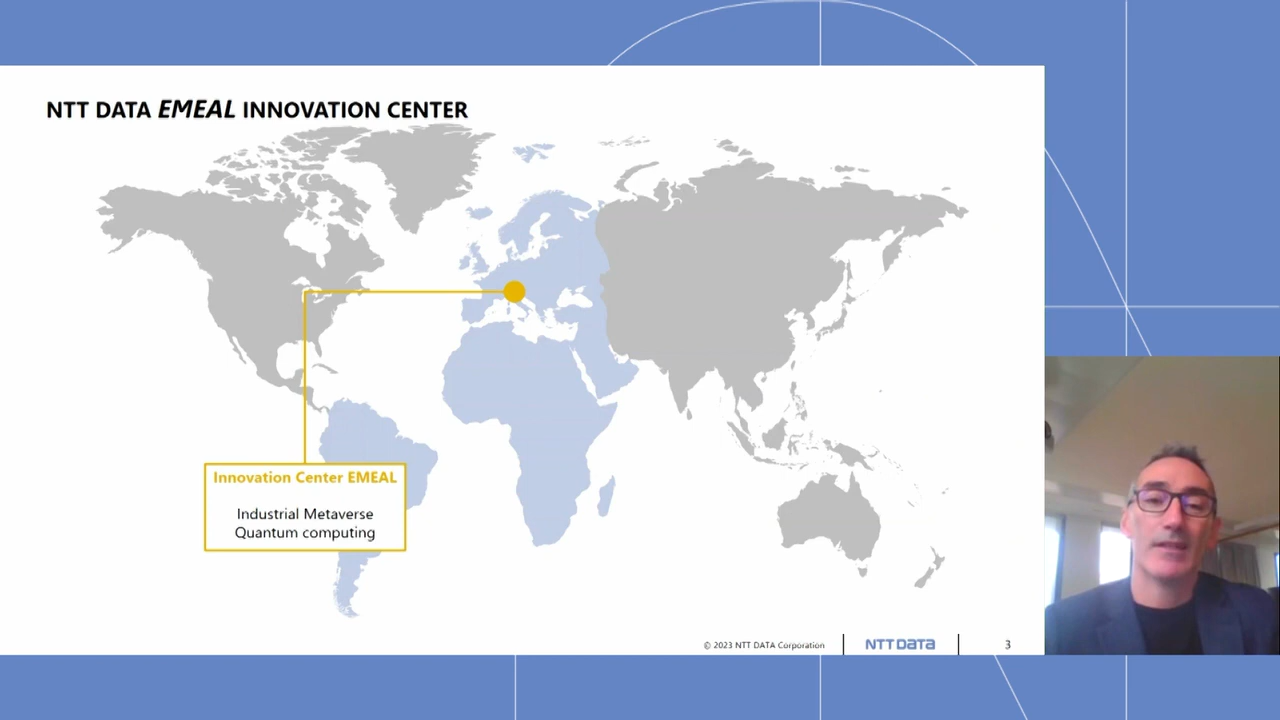 NTT DATA EMEAL INNOVATION CENTER
Innovation Center EMEAL
Industrial Metaverse
Quantum computing
© 2023 NTT DATA Corporation
NTT DATA
3